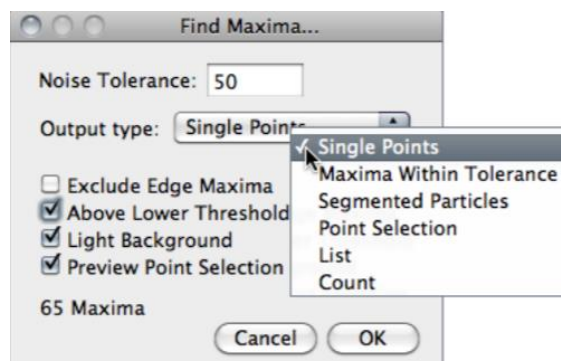 Find Maxima...
Noise Tolerance: 50
Output type: Single Points
✓ Single Points
Maxima Within Tolerance
Segmented Particles
Point Selection
List
Count
Exclude Edge Maxima
Above Lower Threshold
Light Background
Preview Point Selection
65 Maxima
Cancel OK